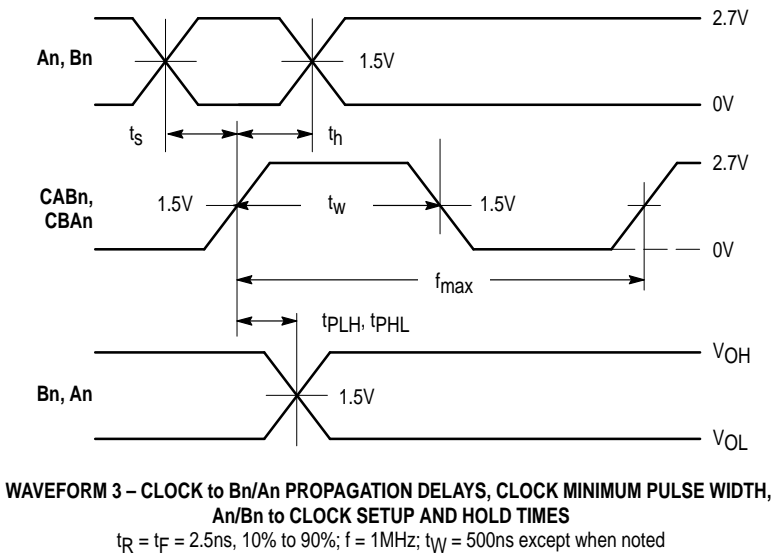 2.7V
An, Bn
1.5V
0V
tS
th
2.7V
CABn,
CBAn
1.5V
tW
1.5V
0V
fmax
tPLH, tPHL
VOH
Bn, An
1.5V
VOL
WAVEFORM 3 – CLOCK to Bn/An PROPAGATION DELAYS, CLOCK MINIMUM PULSE WIDTH,
An/Bn to CLOCK SETUP AND HOLD TIMES
tR = tF = 2.5ns, 10% to 90%; f = 1MHz; tW = 500ns except when noted